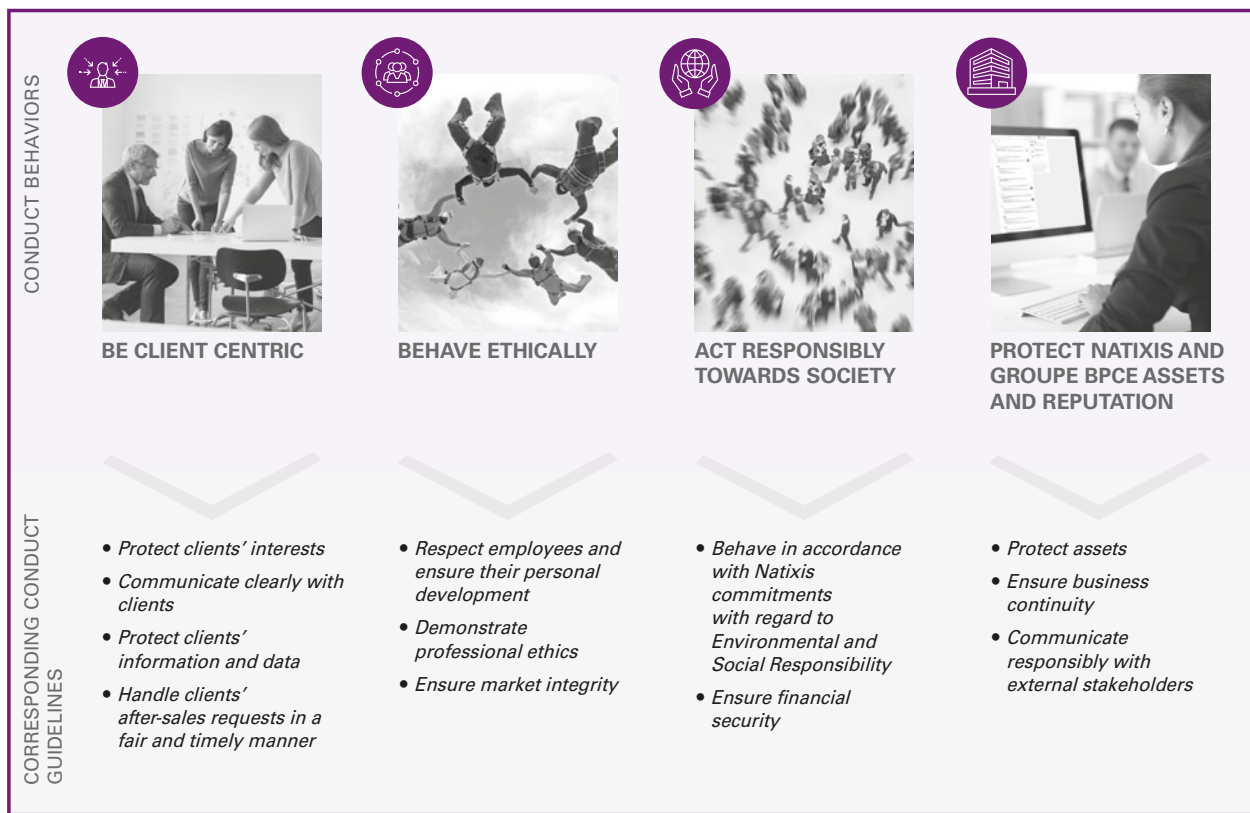 CONDUCT BEHAVIORS
BE CLIENT CENTRIC
BEHAVE ETHICALLY
ACT RESPONSIBLY
TOWARDS SOCIETY
PROTECT NATIXIS AND
GROUPE BPCE ASSETS
AND REPUTATION
CORRESPONDING CONDUCT
GUIDELINES
• Protect clients’ interests
• Communicate clearly with
clients
• Protect clients’
information and data
• Handle clients’
after-sales requests in a
fair and timely manner
• Respect employees and
ensure their personal
development
• Demonstrate
professional ethics
• Ensure market integrity
• Behave in accordance
with Natixis
commitments
with regard to
Environmental and
Social Responsibility
• Ensure financial
security
• Protect assets
• Ensure business
continuity
• Communicate
responsibly with
external stakeholders